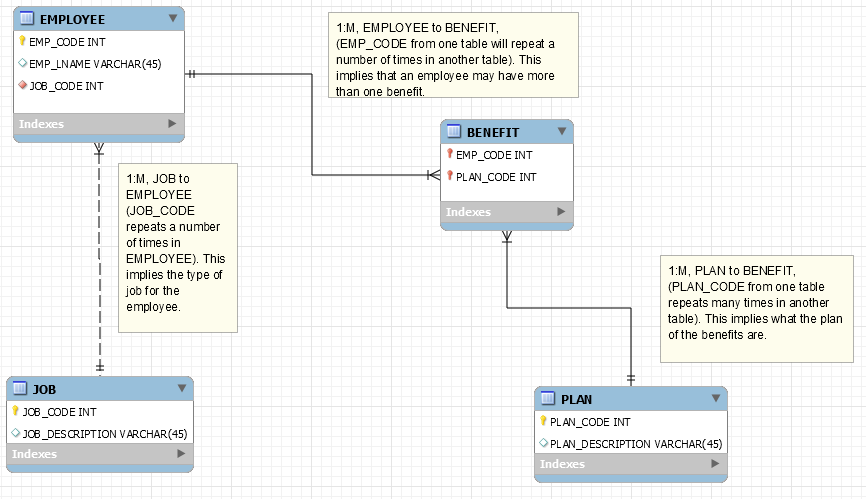 EMPLOYEE
EMP_CODE INT
EMP_LNAME VARCHAR(45)
JOB_CODE INT
Indexes
1:M, EMPLOYEE to BENEFIT,
(EMP_CODE from one table will repeat a
number of times in another table). This
implies that an employee may have more
than one benefit.
BENEFIT
EMP_CODE INT
PLAN_CODE INT
Indexes
1:M, JOB to
EMPLOYEE
(JOB_CODE
repeats a number
of times in
EMPLOYEE). This
implies the type of
job for the
employee.
1:M, PLAN to BENEFIT,
(PLAN_CODE from one table
repeats many times in another
table). This implies what the plan
of the benefits are.
JOB
JOB_CODE INT
JOB_DESCRIPTION VARCHAR(45)
Indexes
PLAN
PLAN_CODE INT
PLAN_DESCRIPTION VARCHAR(45)
Indexes